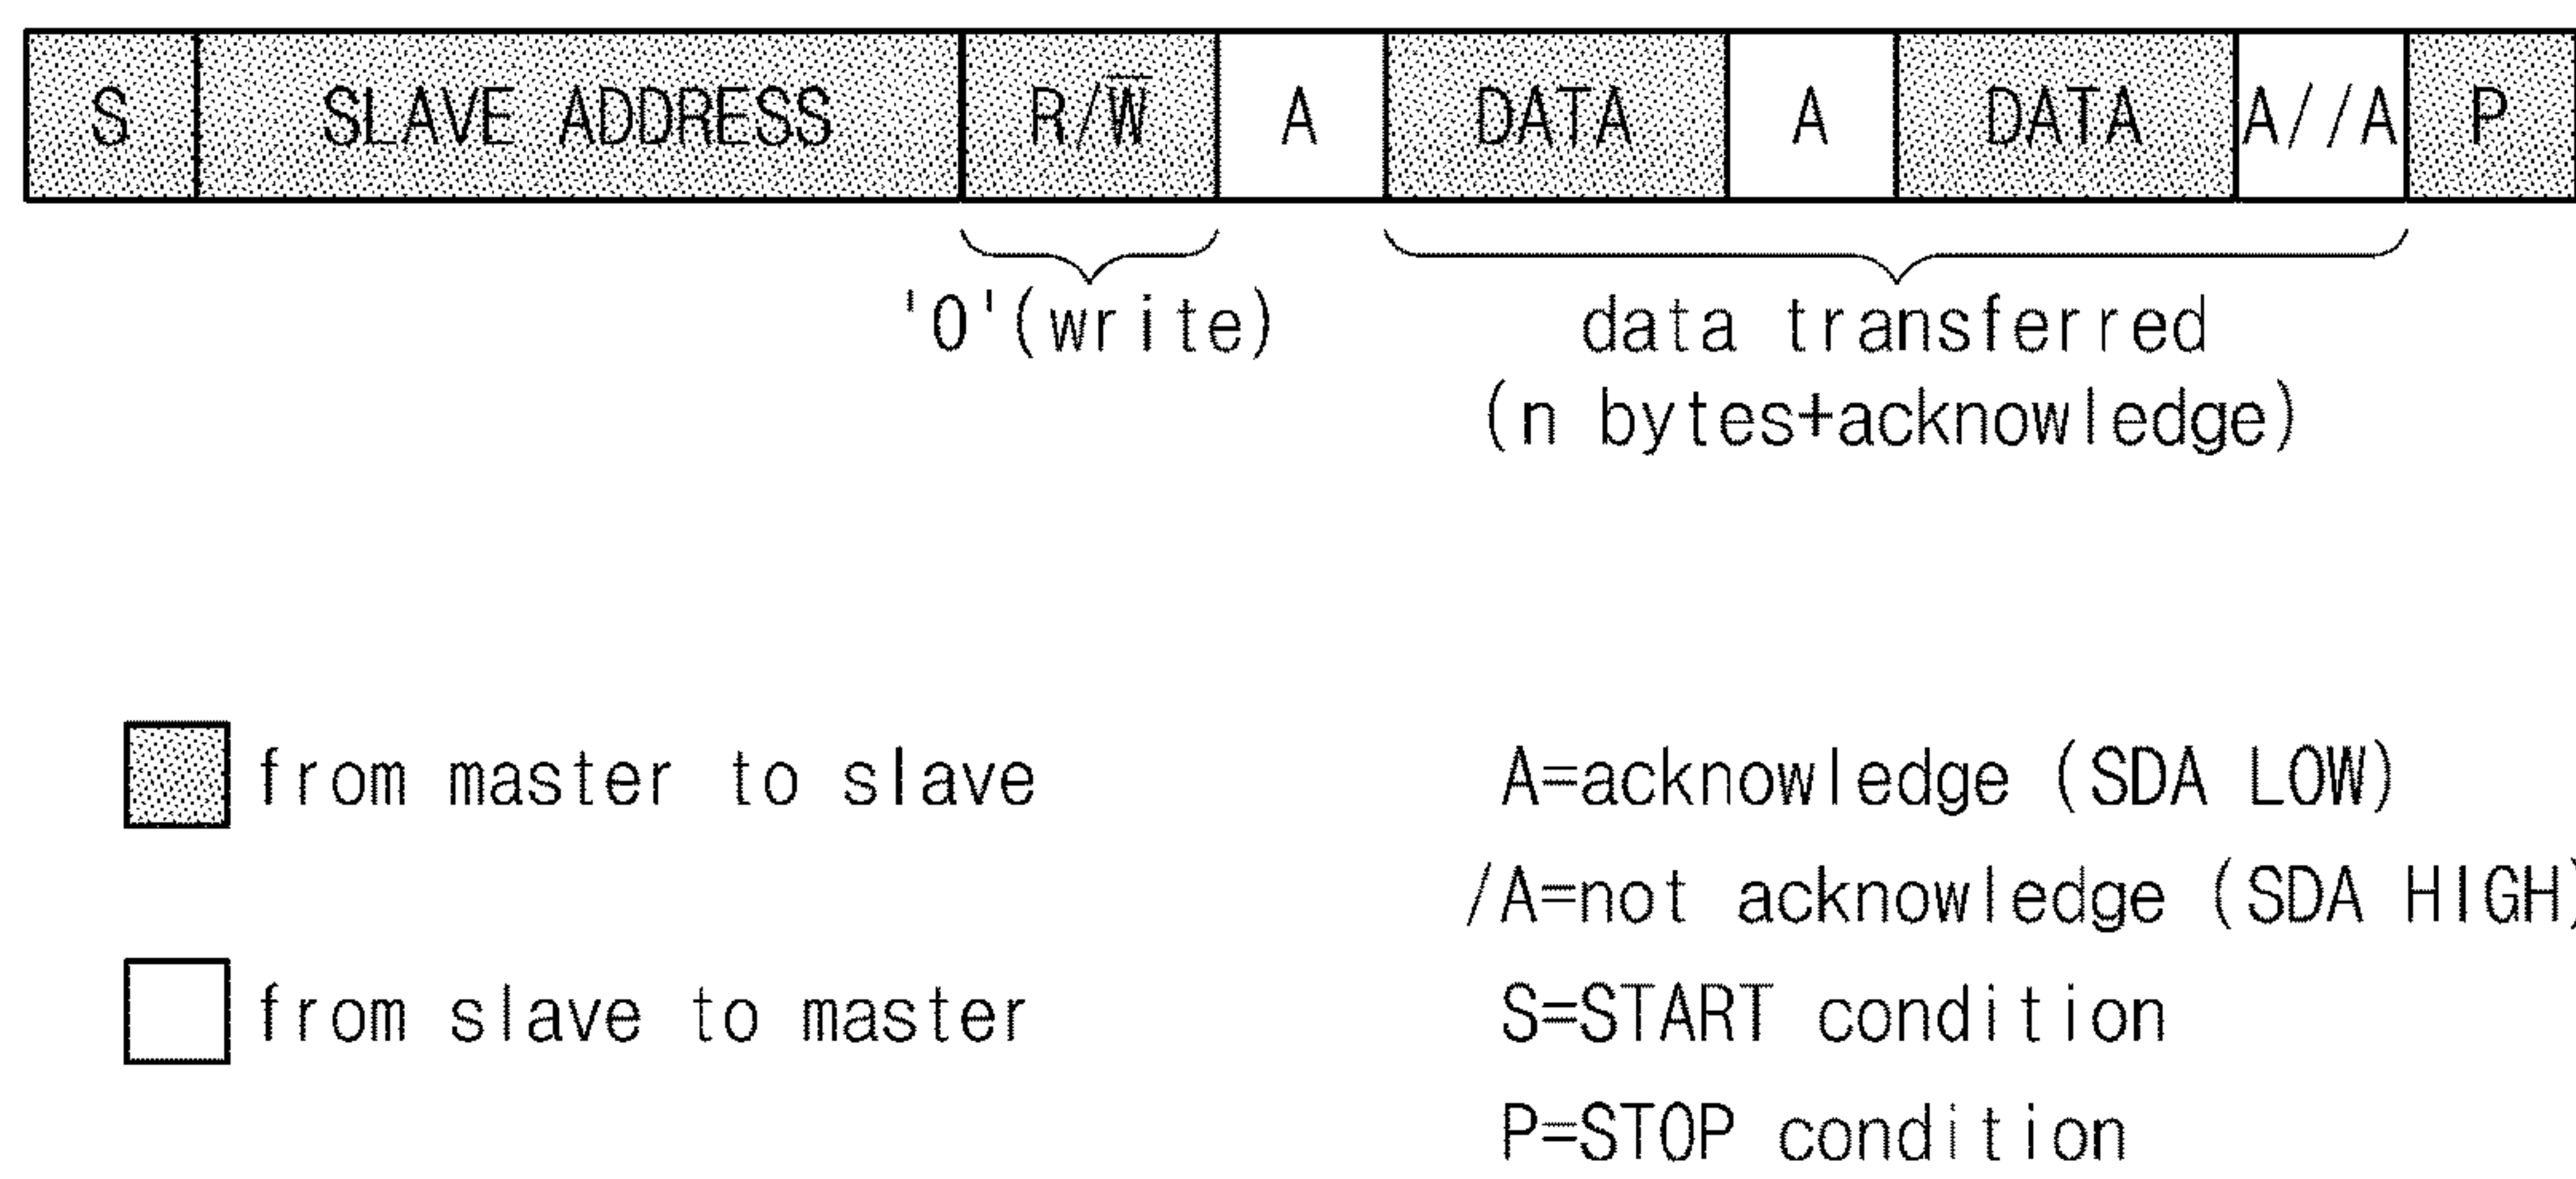 S SLAVE ADDRESS R/W̅ A DATA A DATA A//A P
'0'(write)
data transferred
(n bytes+acknowledge)
from master to slave
from slave to master
A=acknowledge (SDA LOW)
/A=not acknowledge (SDA HIGH)
S=START condition
P=STOP condition